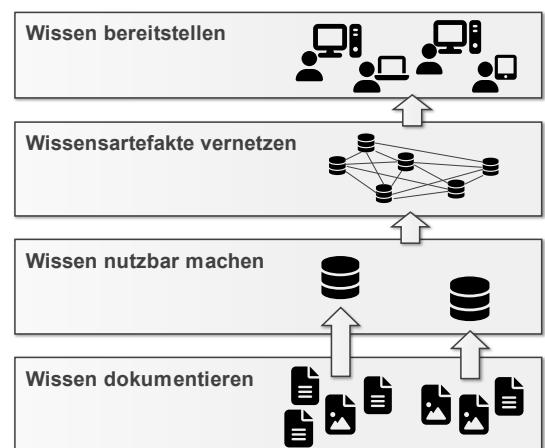 Wissen bereitstellen
Wissensartefakte vernetzen
Wissen nutzbar machen
Wissen dokumentieren